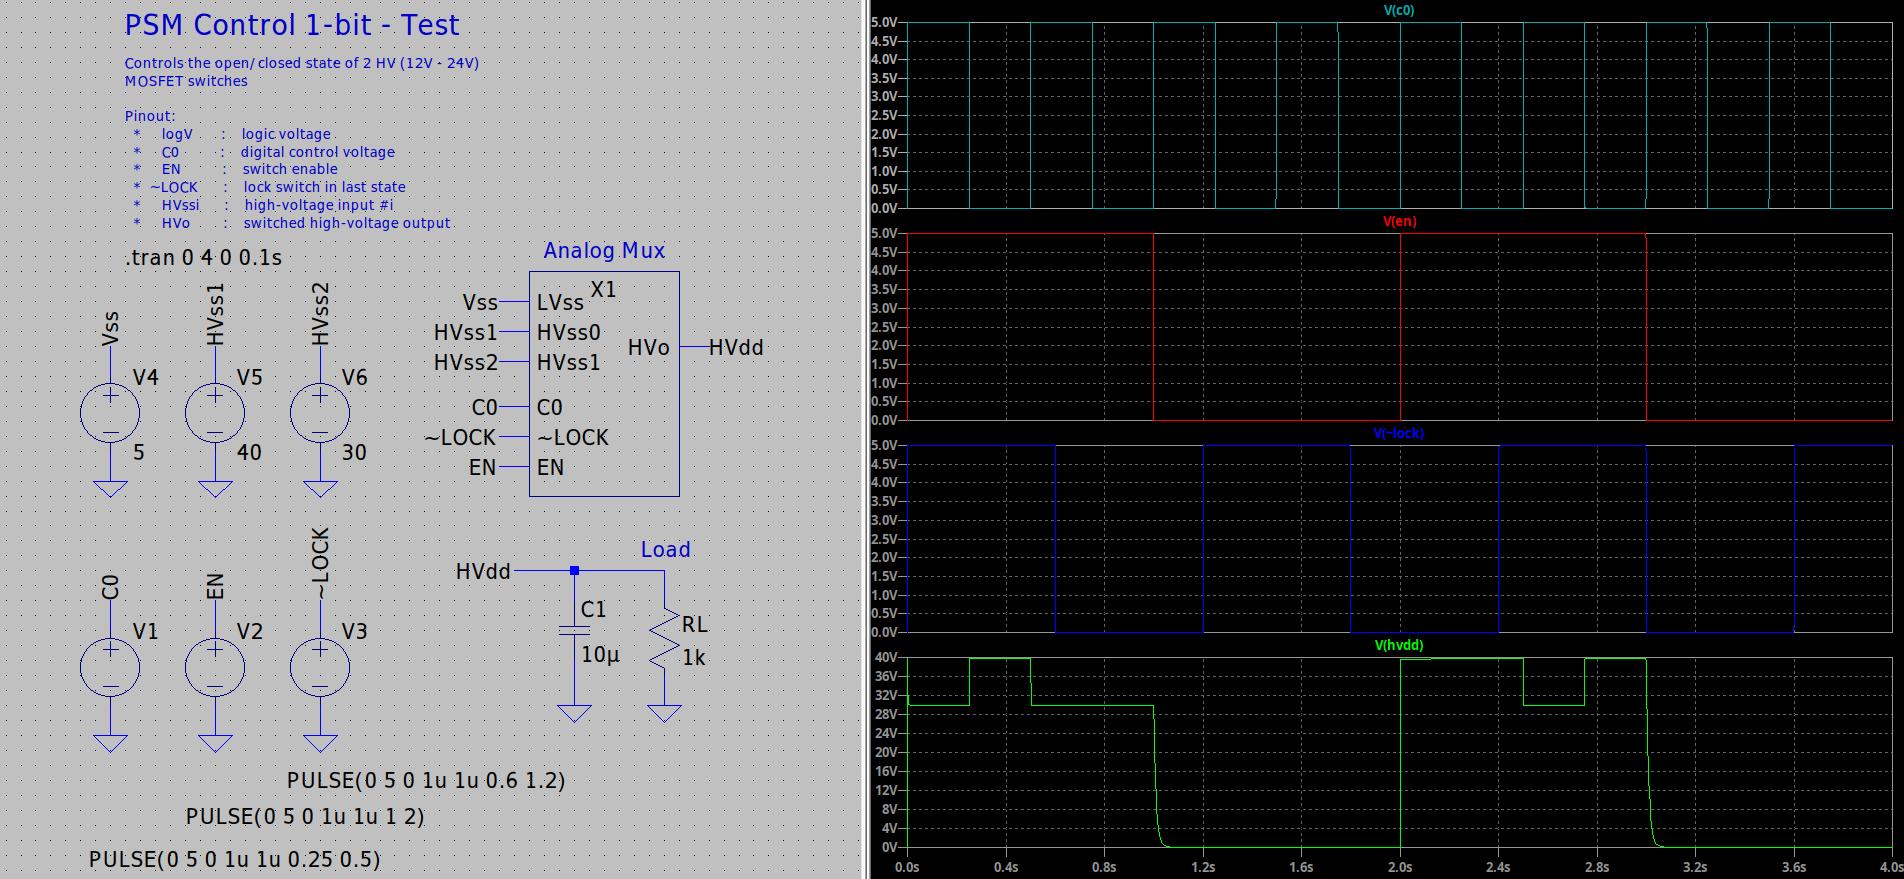 PSM Control 1-bit - Test
Controls the open/closed state of 2 HV (12V - 24V)
MOSFET switches
Pinout:
* logV : logic voltage
* C0 : digital control voltage
* EN : switch enable
* ~LOCK : lock switch in last state
* HVssi : high-voltage input #i
* HVo : switched high-voltage output
.tran 0 4 0 0.1s
Vss
HVss1
HVss2
V4
V5
V6
5
40
30
Analog Mux
X1
Vss LVss
HVss1 HVss0
HVo HVdd
HVss2 HVss1
C0 C0
~LOCK ~LOCK
EN EN
C0
EN
~LOCK
V1
V2
V3
Load
HVdd
C1
10µ
RL
1k
PULSE(0 5 0 1u 1u 0.6 1.2)
PULSE(0 5 0 1u 1u 1 2)
PULSE(0 5 0 1u 1u 0.25 0.5)
V(c0)
5.0V
4.5V
4.0V
3.5V
3.0V
2.5V
2.0V
1.5V
1.0V
0.5V
0.0V
V(en)
5.0V
4.5V
4.0V
3.5V
3.0V
2.5V
2.0V
1.5V
1.0V
0.5V
0.0V
V(~lock)
5.0V
4.5V
4.0V
3.5V
3.0V
2.5V
2.0V
1.5V
1.0V
0.5V
0.0V
V(hvdd)
40V
36V
32V
28V
24V
20V
16V
12V
8V
4V
0V
0.0s 0.4s 0.8s 1.2s 1.6s 2.0s 2.4s 2.8s 3.2s 3.6s 4.0s